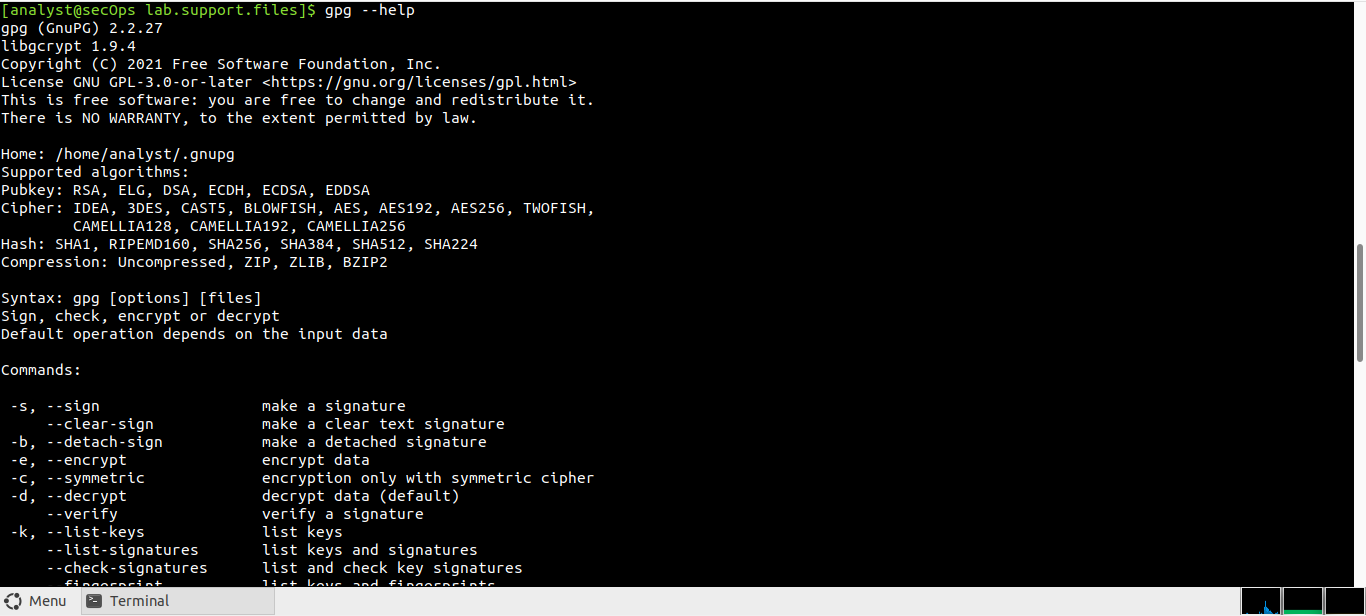 [analyst@secOps lab.support.files]$ gpg --help
gpg (GnuPG) 2.2.27
libgcrypt 1.9.4
Copyright (C) 2021 Free Software Foundation, Inc.
License GNU GPL-3.0-or-later <https://gnu.org/licenses/gpl.html>
This is free software: you are free to change and redistribute it.
There is NO WARRANTY, to the extent permitted by law.

Home: /home/analyst/.gnupg
Supported algorithms:
Pubkey: RSA, ELG, DSA, ECDH, ECDSA, EDDSA
Cipher: IDEA, 3DES, CAST5, BLOWFISH, AES, AES192, AES256, TWOFISH,
        CAMELLIA128, CAMELLIA192, CAMELLIA256
Hash: SHA1, RIPEMD160, SHA256, SHA384, SHA512, SHA224
Compression: Uncompressed, ZIP, ZLIB, BZIP2

Syntax: gpg [options] [files]
Sign, check, encrypt or decrypt
Default operation depends on the input data

Commands:

 -s, --sign                  make a signature
     --clear-sign            make a clear text signature
 -b, --detach-sign           make a detached signature
 -e, --encrypt               encrypt data
 -c, --symmetric             encryption only with symmetric cipher
 -d, --decrypt               decrypt data (default)
     --verify                verify a signature
 -k, --list-keys             list keys
     --list-signatures       list keys and signatures
     --check-signatures      list and check key signatures
     --fingerprint           list keys and fingerprints
Menu Terminal